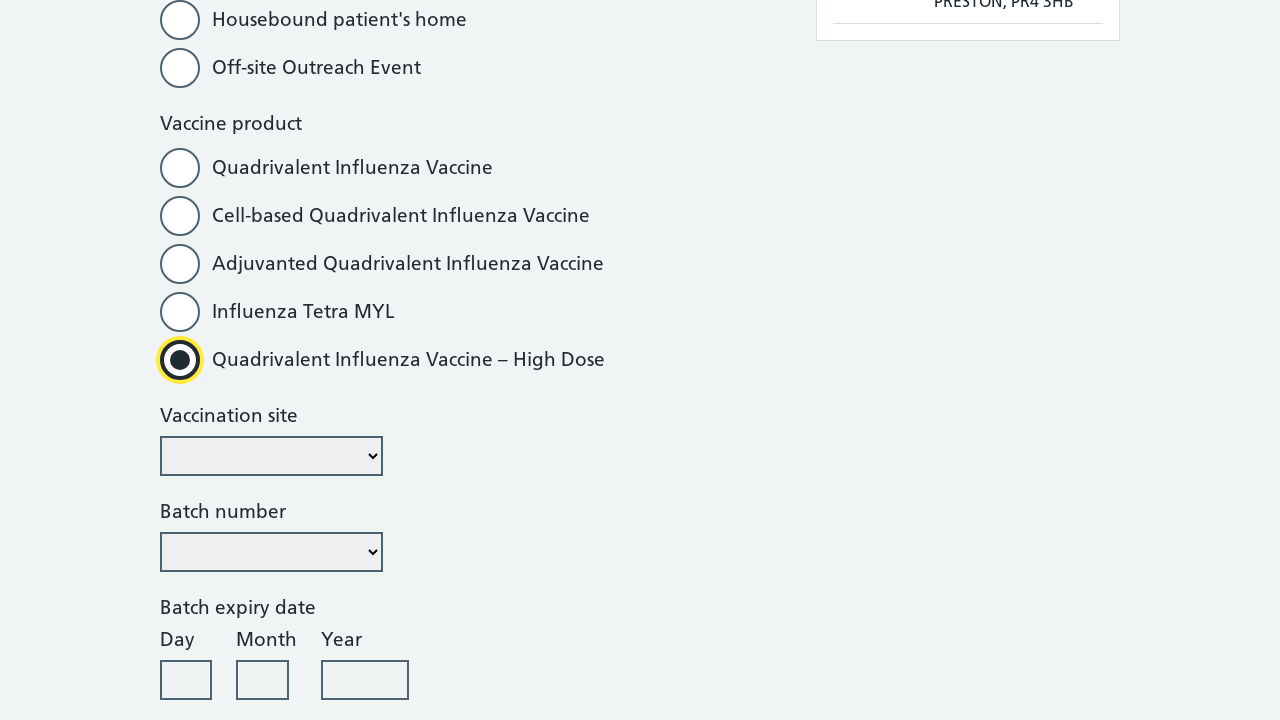 Housebound patient's home
Off-site Outreach Event
Vaccine product
Quadrivalent Influenza Vaccine
Cell-based Quadrivalent Influenza Vaccine
Adjuvanted Quadrivalent Influenza Vaccine
Influenza Tetra MYL
Quadrivalent Influenza Vaccine – High Dose
Vaccination site
Batch number
Batch expiry date
Day Month Year
PRESTON, PR4 3HB